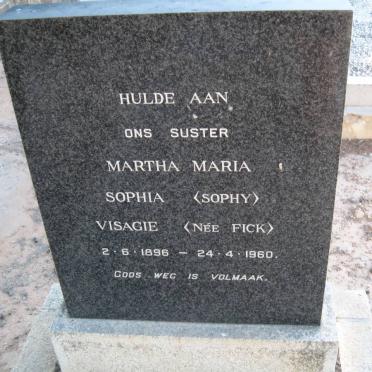 HULDE AAN
ONS SUSTER
MARTHA MARIA
SOPHIA (SOPHY)
VISAGIE (NÉE FICK)
2·6·1896 – 24·4·1960.
GODS WEG IS VOLMAAK.